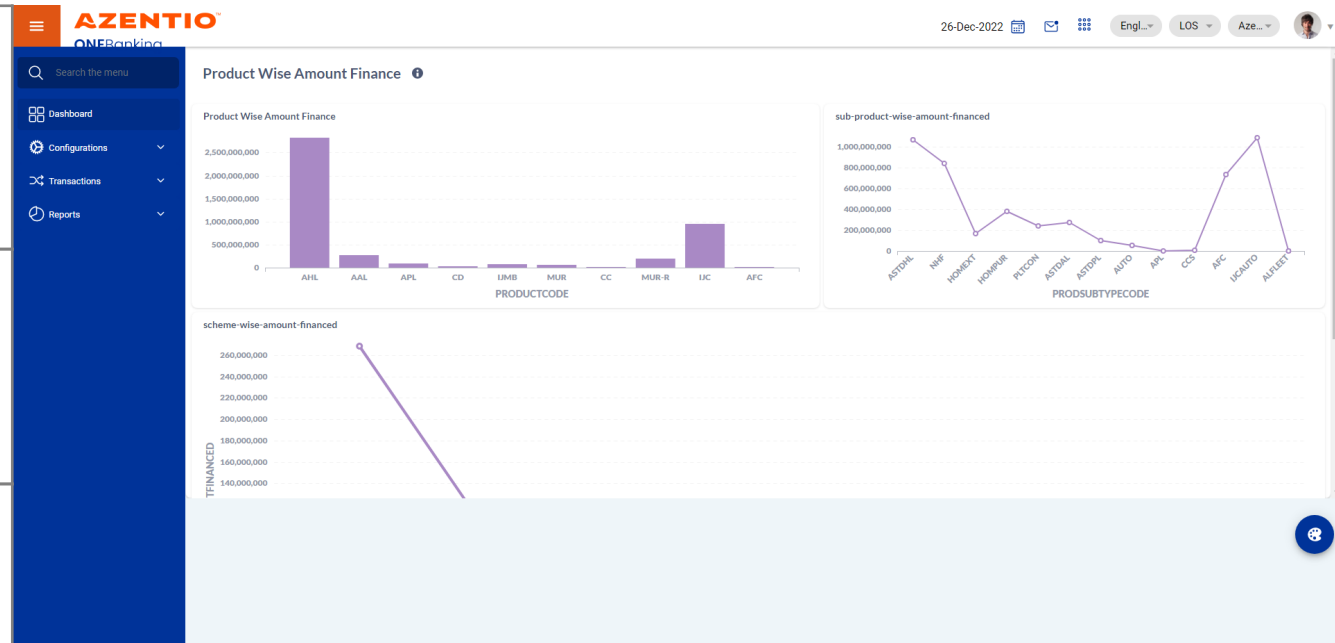 AZENTIO
ONEBanking
26-Dec-2022
Engl...
LOS
Aze...
Search the menu
Dashboard
Configurations
Transactions
Reports
Product Wise Amount Finance
Product Wise Amount Finance
2,500,000,000
2,000,000,000
1,500,000,000
1,000,000,000
500,000,000
0
AHL AAL APL CD IJMB MUR CC MUR-R IJC AFC
PRODUCTCODE
sub-product-wise-amount-financed
1,000,000,000
800,000,000
600,000,000
400,000,000
200,000,000
0
ASTDHL NHF HOMEXT HOMPUR PLTCON ASTDAL ASTDPL AUTO APL CCS AFC IJCAUTO ALFLEET
PRODSUBTYPECODE
scheme-wise-amount-financed
260,000,000
240,000,000
220,000,000
200,000,000
180,000,000
160,000,000
140,000,000
TFINANCED